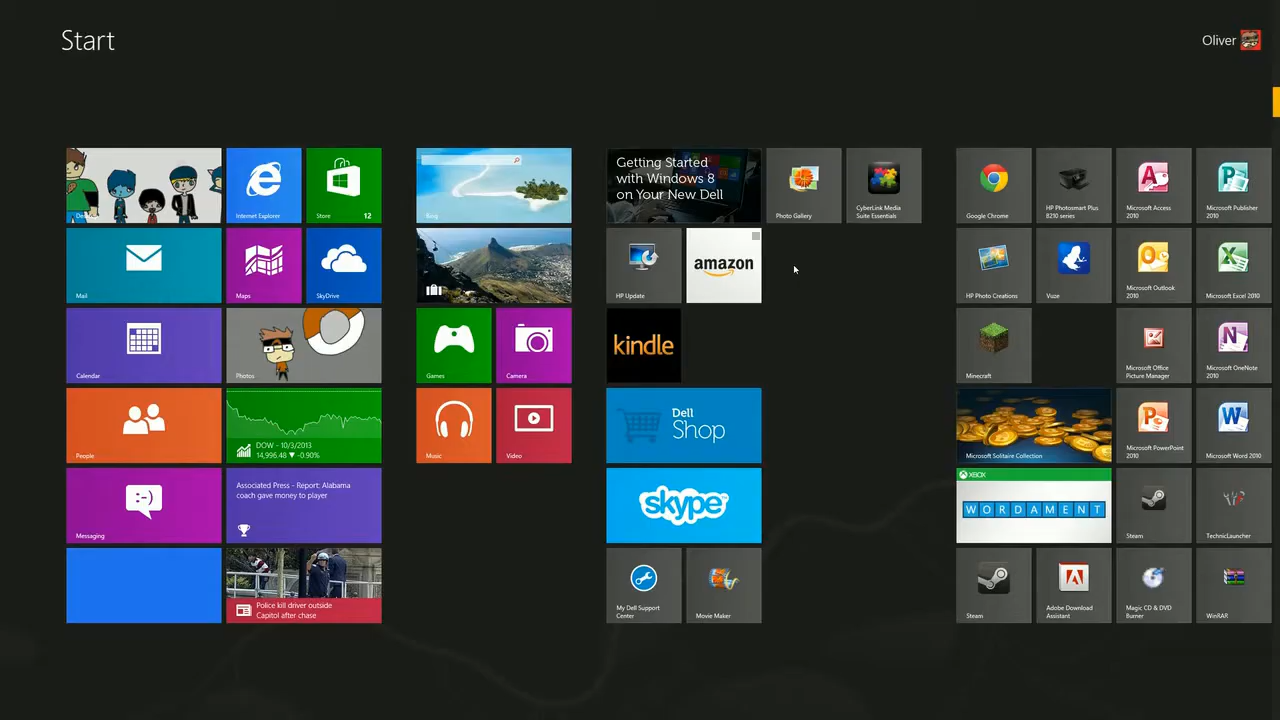 Start
Oliver
Internet Explorer
Store
12
Mail
Maps
SkyDrive
Calendar
Photos
People
DOW - 10/3/2013
14,996.48 ▼ -0.90%
Messaging
Associated Press - Report: Alabama
coach gave money to player
Police kill driver outside
Capitol after chase
Bing
Games
Camera
Music
Video
Getting Started
with Windows 8
on Your New Dell
Photo Gallery
CyberLink Media
Suite Essentials
HP Update
amazon
kindle
Dell
Shop
skype
My Dell Support
Center
Movie Maker
Google Chrome
HP Photosmart Plus
B210 series
Microsoft Access
2010
Microsoft Publisher
2010
HP Photo Creations
Vuze
Microsoft Outlook
2010
Microsoft Excel 2010
Minecraft
Microsoft Office
Picture Manager
Microsoft OneNote
2010
Microsoft Solitaire Collection
Microsoft PowerPoint
2010
Microsoft Word 2010
XBOX
WORDAMENT
Steam
TechnicLauncher
Steam
Adobe Download
Assistant
Magic CD & DVD
Burner
WinRAR